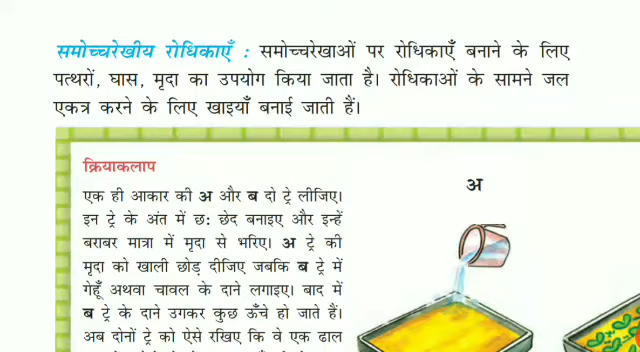 समोच्चरेखीय रोधिकाएँ : समोच्चरेखाओं पर रोधिकाएँ बनाने के लिए
पत्थरों, घास, मृदा का उपयोग किया जाता है। रोधिकाओं के सामने जल
एकत्र करने के लिए खाइयाँ बनाई जाती हैं।
क्रियाकलाप
एक ही आकार की अ और ब दो ट्रे लीजिए।
इन ट्रे के अंत में छ: छेद बनाइए और इन्हें
बराबर मात्रा में मृदा से भरिए। अ ट्रे की
मृदा को खाली छोड़ दीजिए जबकि ब ट्रे में
गेहूँ अथवा चावल के दाने लगाइए। बाद में
ब ट्रे के दाने उगकर कुछ ऊँचे हो जाते हैं।
अब दोनों ट्रे को ऐसे रखिए कि वे एक ढाल
अ